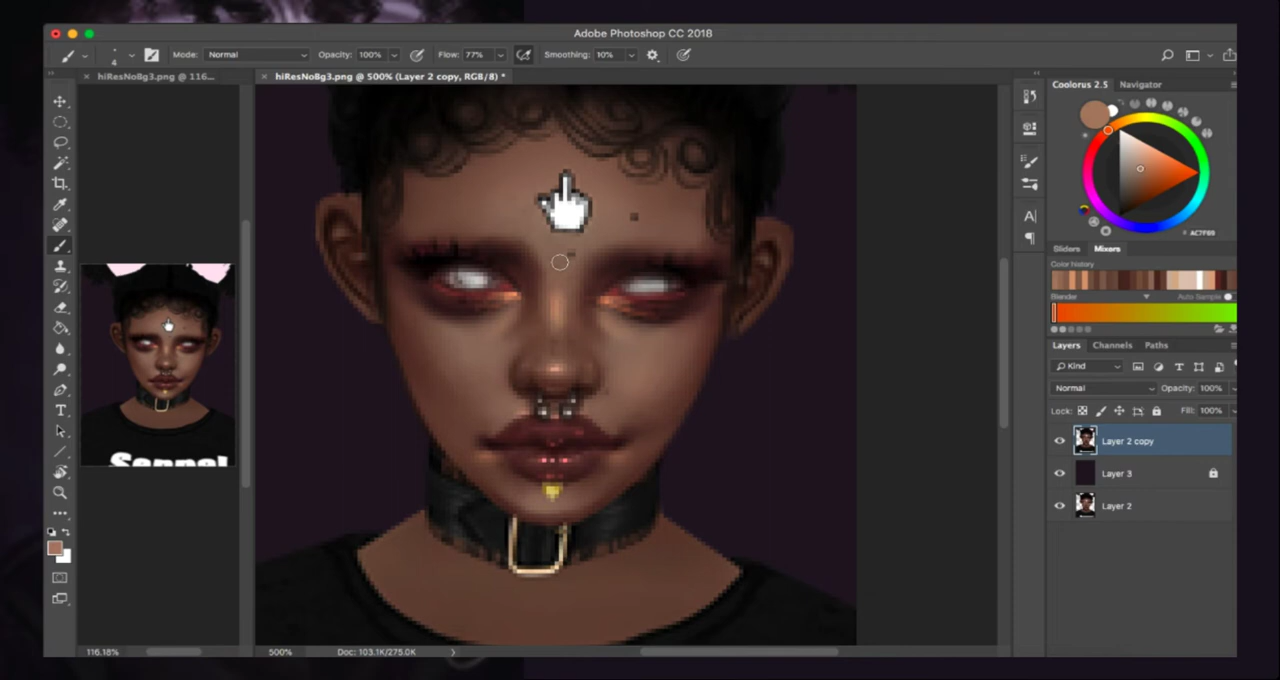 Adobe Photoshop CC 2018
4 Mode: Normal Opacity: 100% Flow: 77% Smoothing: 10%
hiResNoBg3.png @ 116... hiResNoBg3.png @ 500% (Layer 2 copy, RGB/8) *
Coolorus 2.5 Navigator
# AC7F69
Sliders Mixers
Color history
Blender Auto Sample
Layers Channels Paths
Kind
Normal Opacity: 100%
Lock: Fill: 100%
Layer 2 copy
Layer 3
Layer 2
116.18% 500% Doc: 103.1K/275.0K